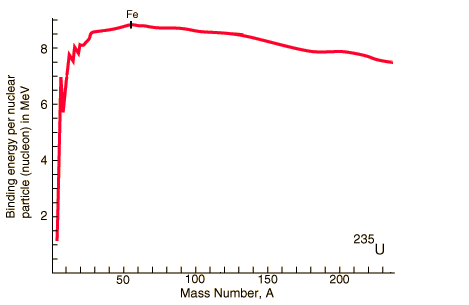 Fe
Binding energy per nuclear
particle (nucleon) in MeV
8
6
4
2
235U
50
100
150
200
Mass Number, A